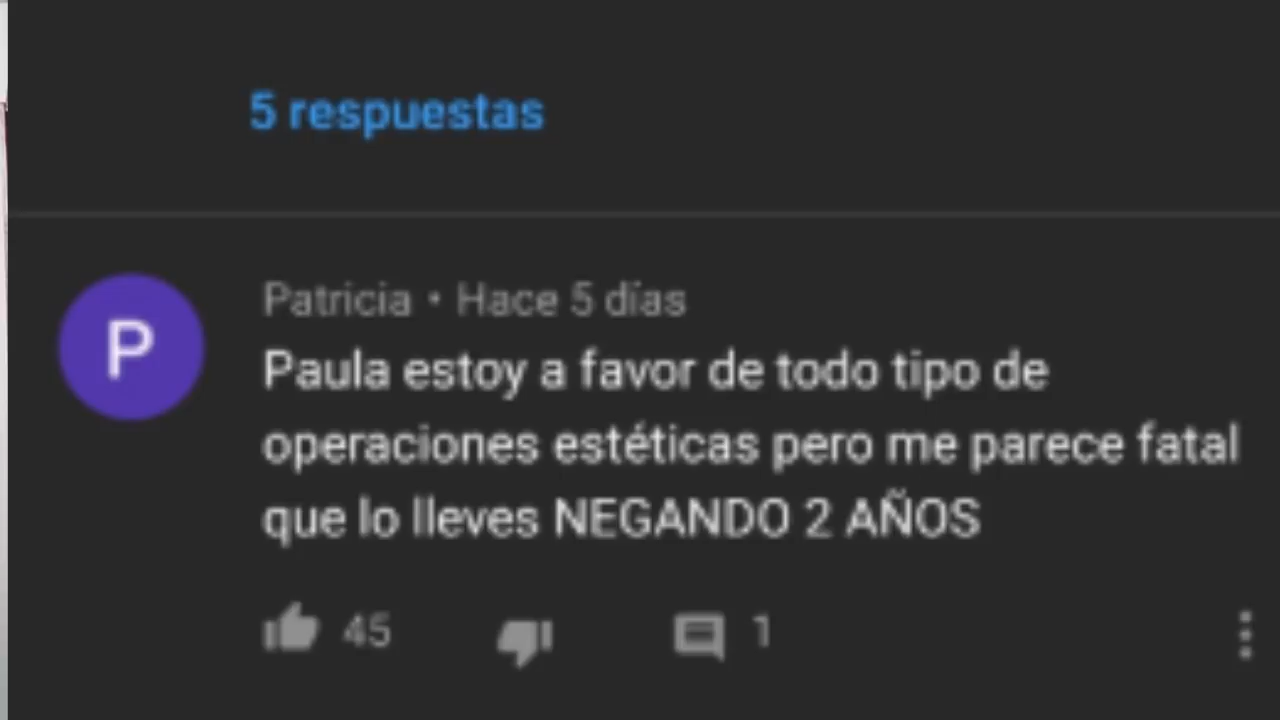 5 respuestas
P
Patricia • Hace 5 días
Paula estoy a favor de todo tipo de
operaciones estéticas pero me parece fatal
que lo lleves NEGANDO 2 AÑOS
45 1